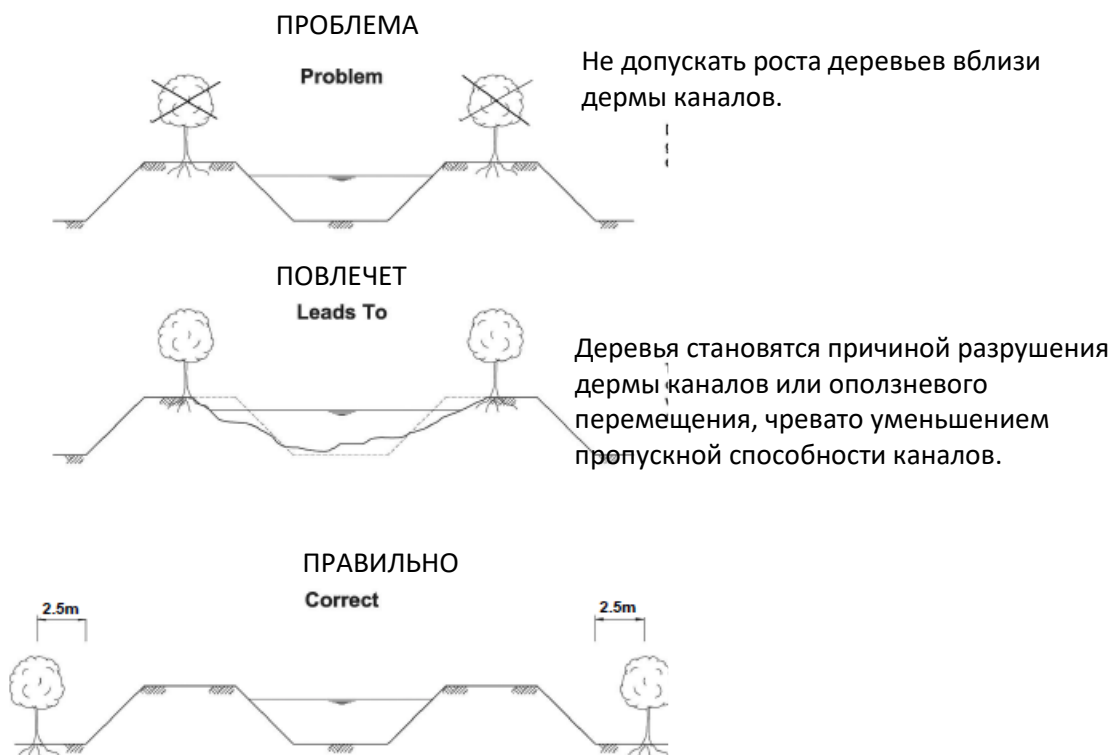 ПРОБЛЕМА
Problem
Не допускать роста деревьев вблизи
дермы каналов.
ПОВЛЕЧЕТ
Leads To
Деревья становятся причиной разрушения
дермы каналов или оползневого
перемещения, чревато уменьшением
пропускной способности каналов.
ПРАВИЛЬНО
Correct
2.5m
2.5m